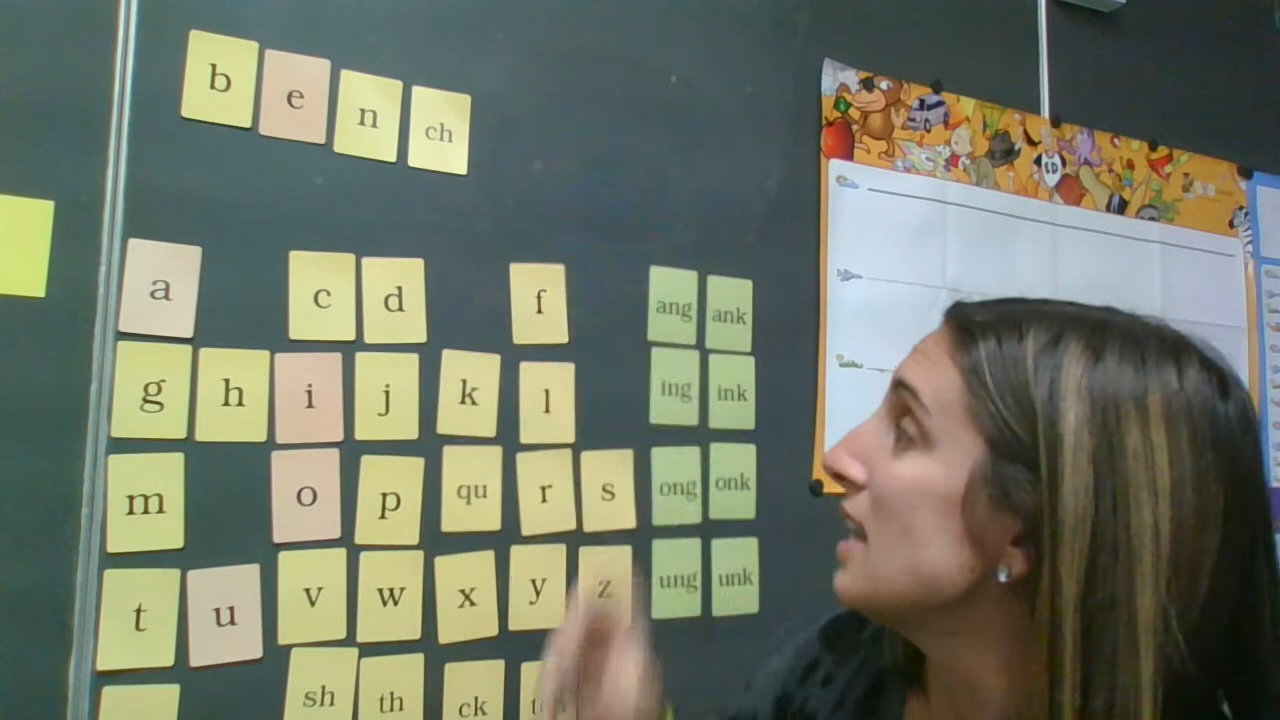 b e n ch
a c d f ang ank
g h i j k l ing ink
m o p qu r s ong onk
t u v w x y z ung unk
sh th ck